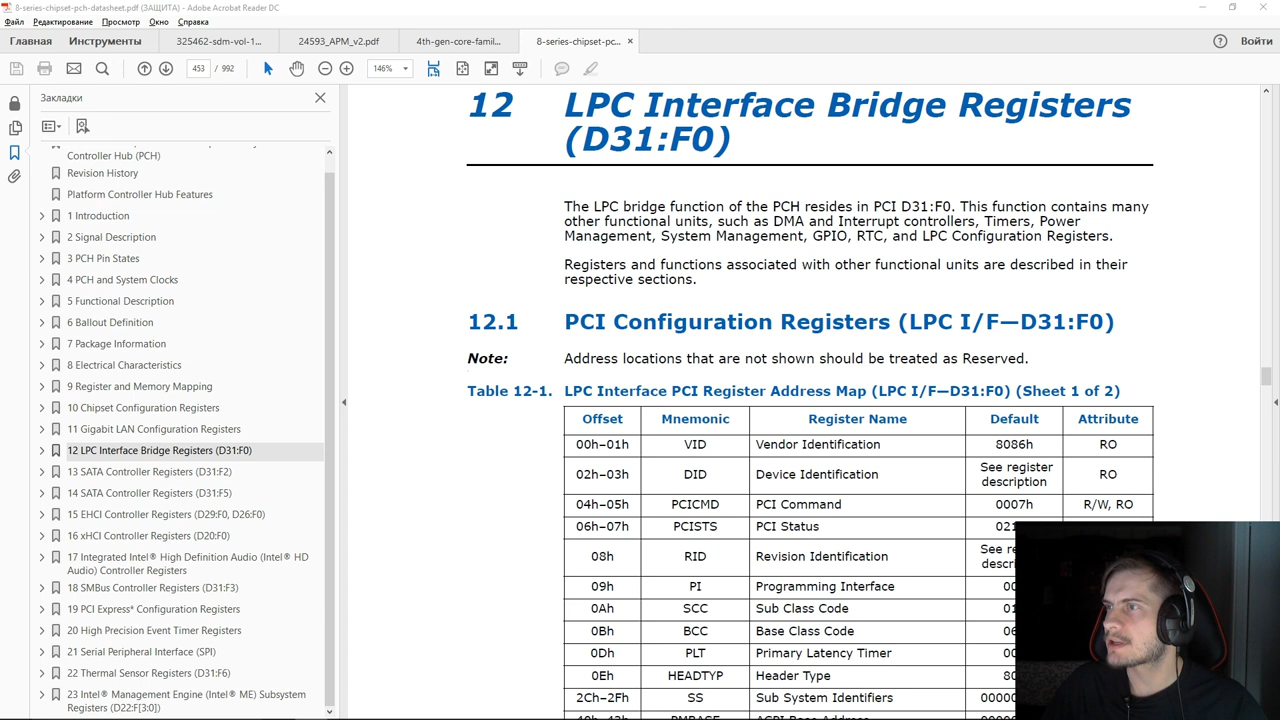 8-series-chipset-pch-datasheet.pdf (ЗАЩИТА) - Adobe Acrobat Reader DC
Файл Редактирование Просмотр Окно Справка
Главная Инструменты 325462-sdm-vol-1... 24593_APM_v2.pdf 4th-gen-core-famil... 8-series-chipset-pc... × Войти
453 / 992 146%
Закладки
Controller Hub (PCH)
Revision History
Platform Controller Hub Features
1 Introduction
2 Signal Description
3 PCH Pin States
4 PCH and System Clocks
5 Functional Description
6 Ballout Definition
7 Package Information
8 Electrical Characteristics
9 Register and Memory Mapping
10 Chipset Configuration Registers
11 Gigabit LAN Configuration Registers
12 LPC Interface Bridge Registers (D31:F0)
13 SATA Controller Registers (D31:F2)
14 SATA Controller Registers (D31:F5)
15 EHCI Controller Registers (D29:F0, D26:F0)
16 xHCI Controller Registers (D20:F0)
17 Integrated Intel® High Definition Audio (Intel® HD
Audio) Controller Registers
18 SMBus Controller Registers (D31:F3)
19 PCI Express* Configuration Registers
20 High Precision Event Timer Registers
21 Serial Peripheral Interface (SPI)
22 Thermal Sensor Registers (D31:F6)
23 Intel® Management Engine (Intel® ME) Subsystem
Registers (D22:F[3:0])
12 LPC Interface Bridge Registers
(D31:F0)
The LPC bridge function of the PCH resides in PCI D31:F0. This function contains many
other functional units, such as DMA and Interrupt controllers, Timers, Power
Management, System Management, GPIO, RTC, and LPC Configuration Registers.
Registers and functions associated with other functional units are described in their
respective sections.
12.1 PCI Configuration Registers (LPC I/F—D31:F0)
Note: Address locations that are not shown should be treated as Reserved.
Table 12-1. LPC Interface PCI Register Address Map (LPC I/F—D31:F0) (Sheet 1 of 2)
Offset Mnemonic Register Name Default Attribute
00h–01h VID Vendor Identification 8086h RO
02h–03h DID Device Identification See register
description RO
04h–05h PCICMD PCI Command 0007h R/W, RO
06h–07h PCISTS PCI Status 021
08h RID Revision Identification See re
descri
09h PI Programming Interface 00
0Ah SCC Sub Class Code 01
0Bh BCC Base Class Code 06
0Dh PLT Primary Latency Timer 00
0Eh HEADTYP Header Type 80
2Ch–2Fh SS Sub System Identifiers 00000